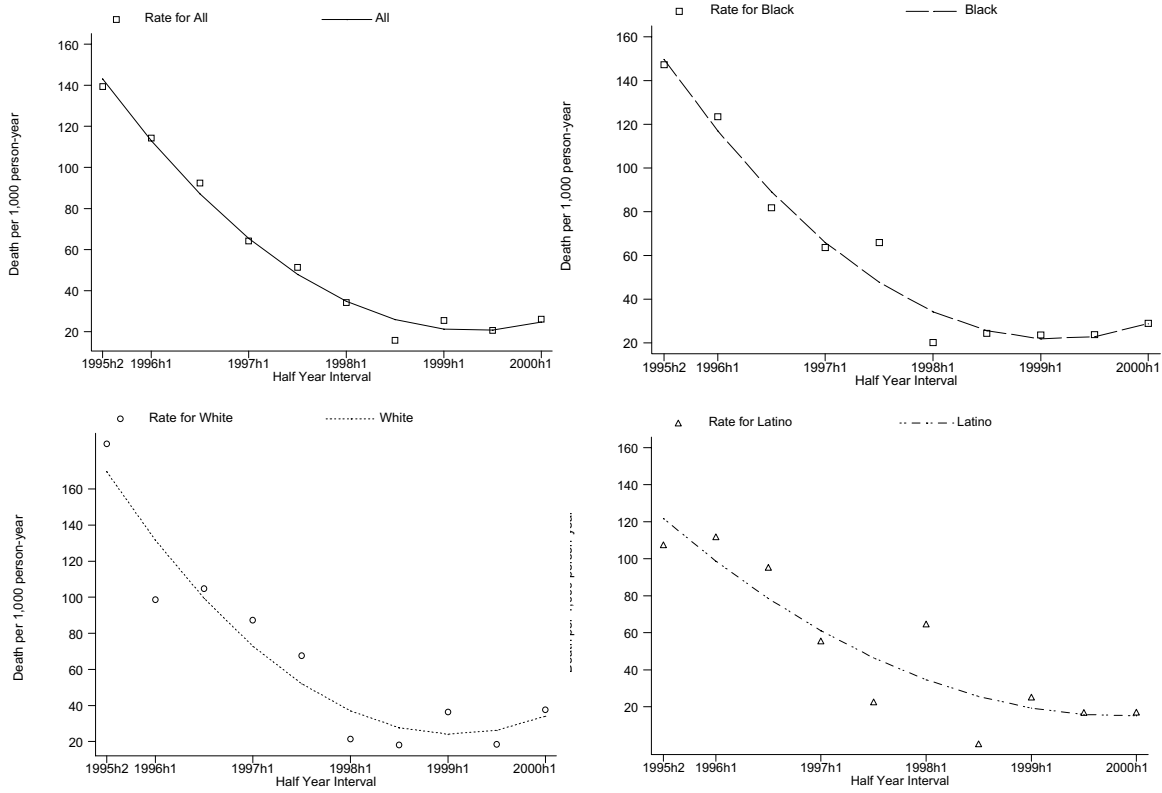 Rate for All All
Death per 1,000 person-year
160
140
120
100
80
60
40
20
1995h2 1996h1 1997h1 1998h1 1999h1 2000h1
Half Year Interval
Rate for Black Black
Death per 1,000 person-year
160
140
120
100
80
60
40
20
1995h2 1996h1 1997h1 1998h1 1999h1 2000h1
Half Year Interval
Rate for White White
Death per 1,000 person-year
160
140
120
100
80
60
40
20
1995h2 1996h1 1997h1 1998h1 1999h1 2000h1
Half Year Interval
Rate for Latino Latino
160
140
120
100
80
60
40
20
1995h2 1996h1 1997h1 1998h1 1999h1 2000h1
Half Year Interval